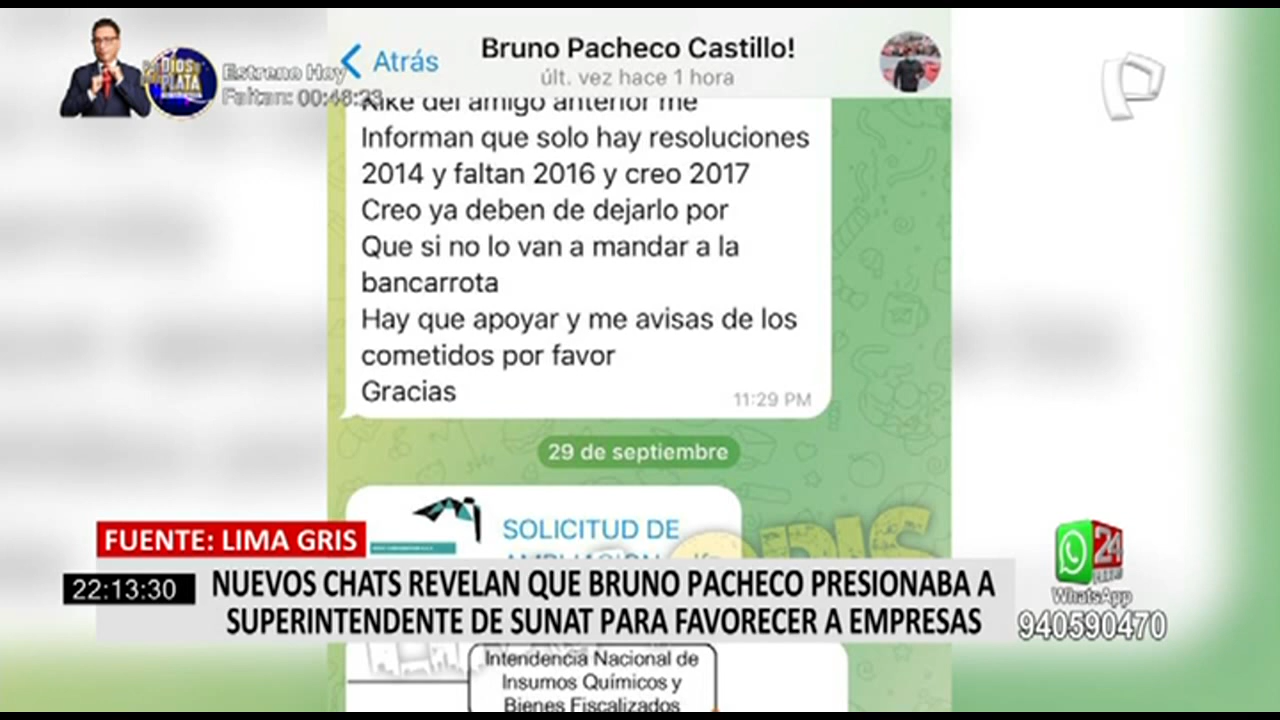 Estreno Hoy
Faltan: 00:46:23
DIOS
PLATA
Atrás
Bruno Pacheco Castillo!
últ. vez hace 1 hora
Kike del amigo anterior me
Informan que solo hay resoluciones
2014 y faltan 2016 y creo 2017
Creo ya deben de dejarlo por
Que si no lo van a mandar a la
bancarrota
Hay que apoyar y me avisas de los
cometidos por favor
Gracias
11:29 PM
29 de septiembre
SOLICITUD DE
AMPLIACION
FUENTE: LIMA GRIS
22:13:30
NUEVOS CHATS REVELAN QUE BRUNO PACHECO PRESIONABA A
SUPERINTENDENTE DE SUNAT PARA FAVORECER A EMPRESAS
24
WhatsApp
940590470
Intendencia Nacional de
Insumos Químicos y
Bienes Fiscalizados